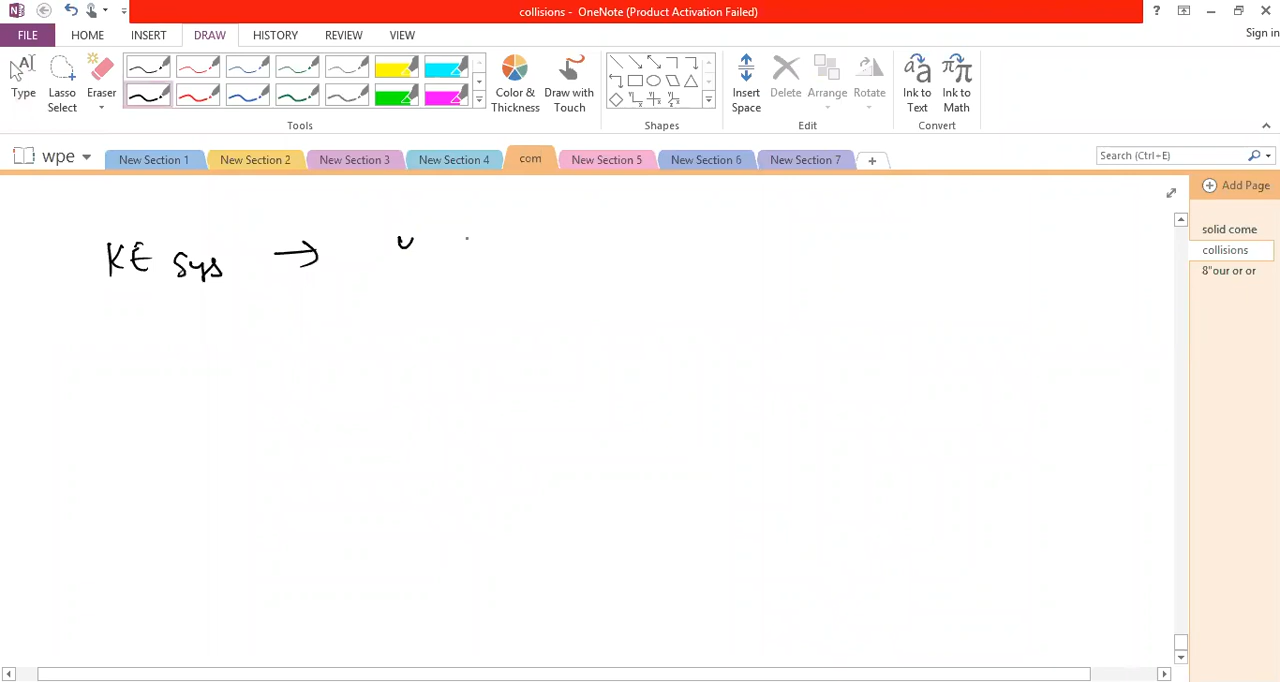 collisions - OneNote (Product Activation Failed)
?
Sign in
FILE HOME INSERT DRAW HISTORY REVIEW VIEW
Type
Lasso Select
Eraser
Color & Thickness
Draw with Touch
Insert Space
Delete
Arrange
Rotate
Ink to Text
Ink to Math
Tools
Shapes
Edit
Convert
wpe
New Section 1
New Section 2
New Section 3
New Section 4
com
New Section 5
New Section 6
New Section 7
Search (Ctrl+E)
Add Page
solid come
collisions
8"our or or
KE sys → u